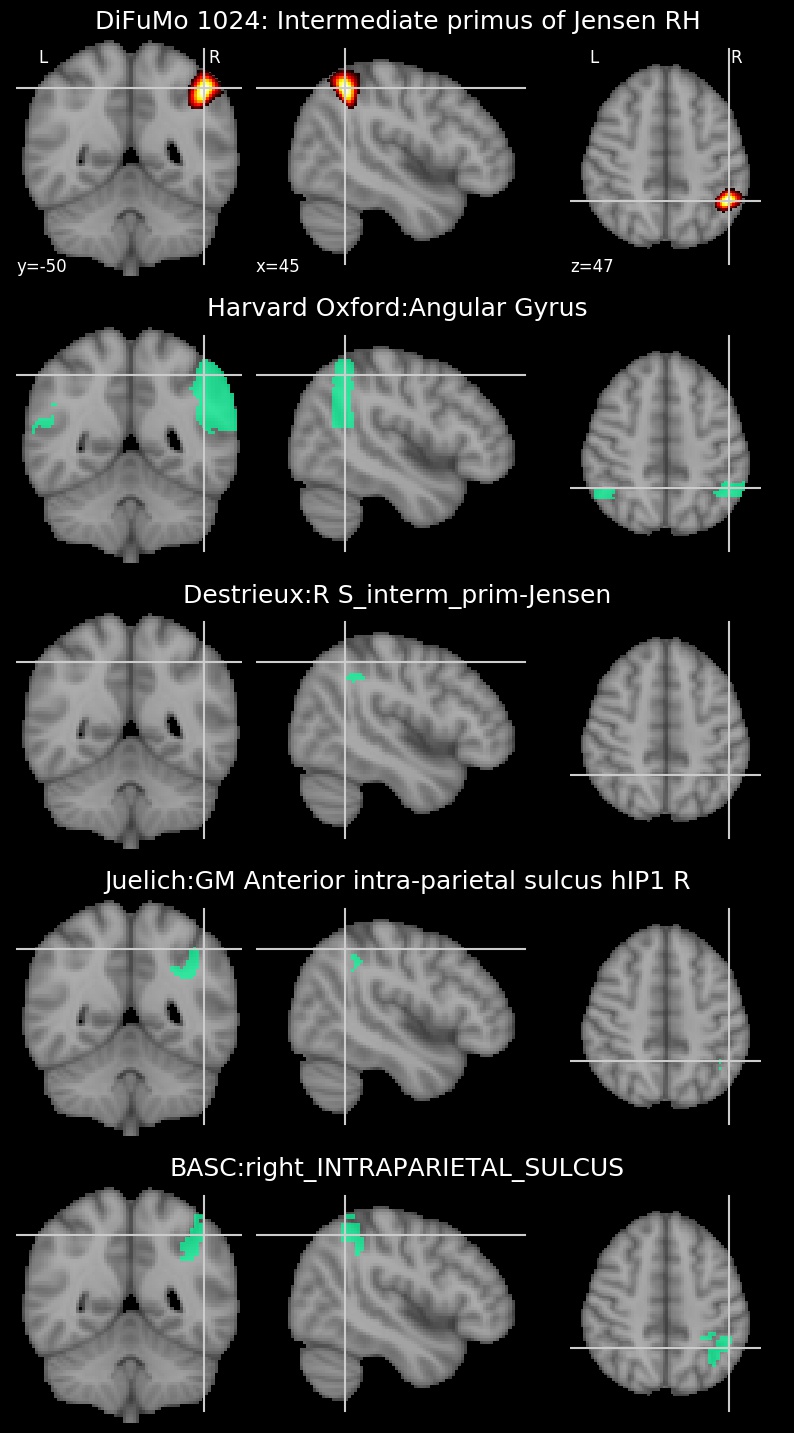 DiFuMo 1024: Intermediate primus of Jensen RH
L R L R
y=-50 x=45 z=47
Harvard Oxford:Angular Gyrus
Destrieux:R S_interm_prim-Jensen
Juelich:GM Anterior intra-parietal sulcus hIP1 R
BASC:right_INTRAPARIETAL_SULCUS